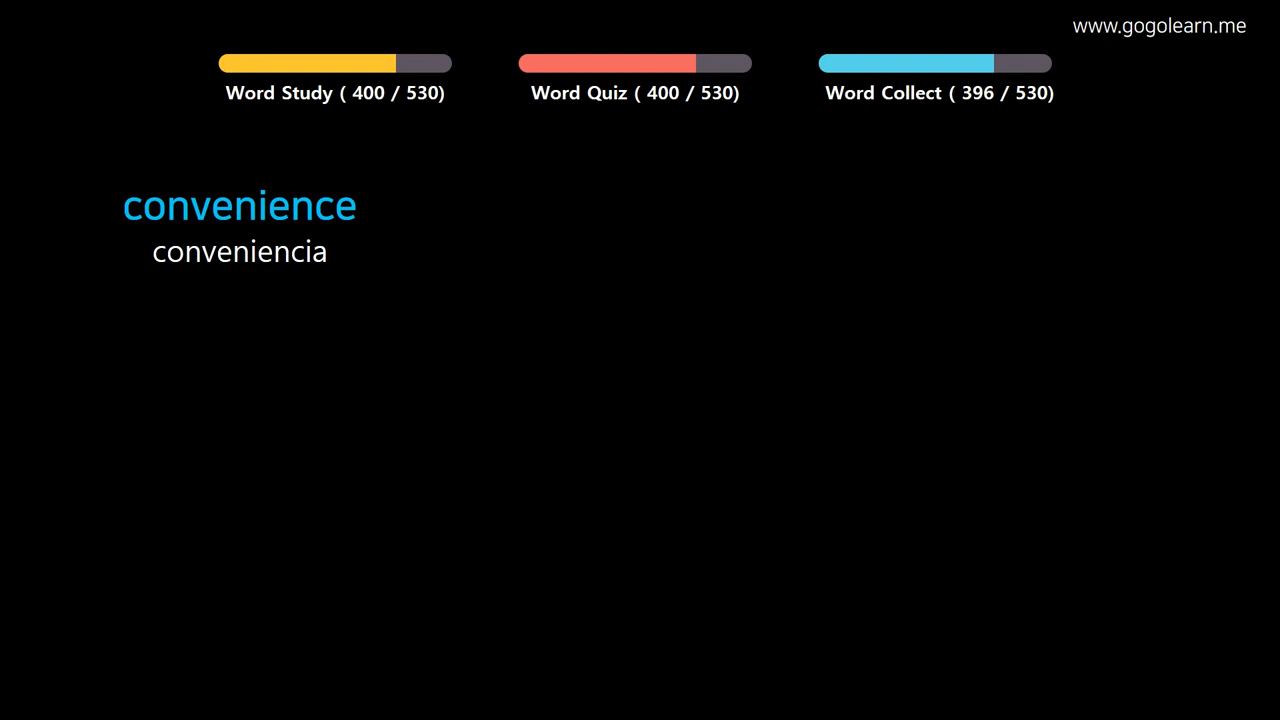 www.gogolearn.me
Word Study ( 400 / 530)
Word Quiz ( 400 / 530)
Word Collect ( 396 / 530)
convenience
conveniencia